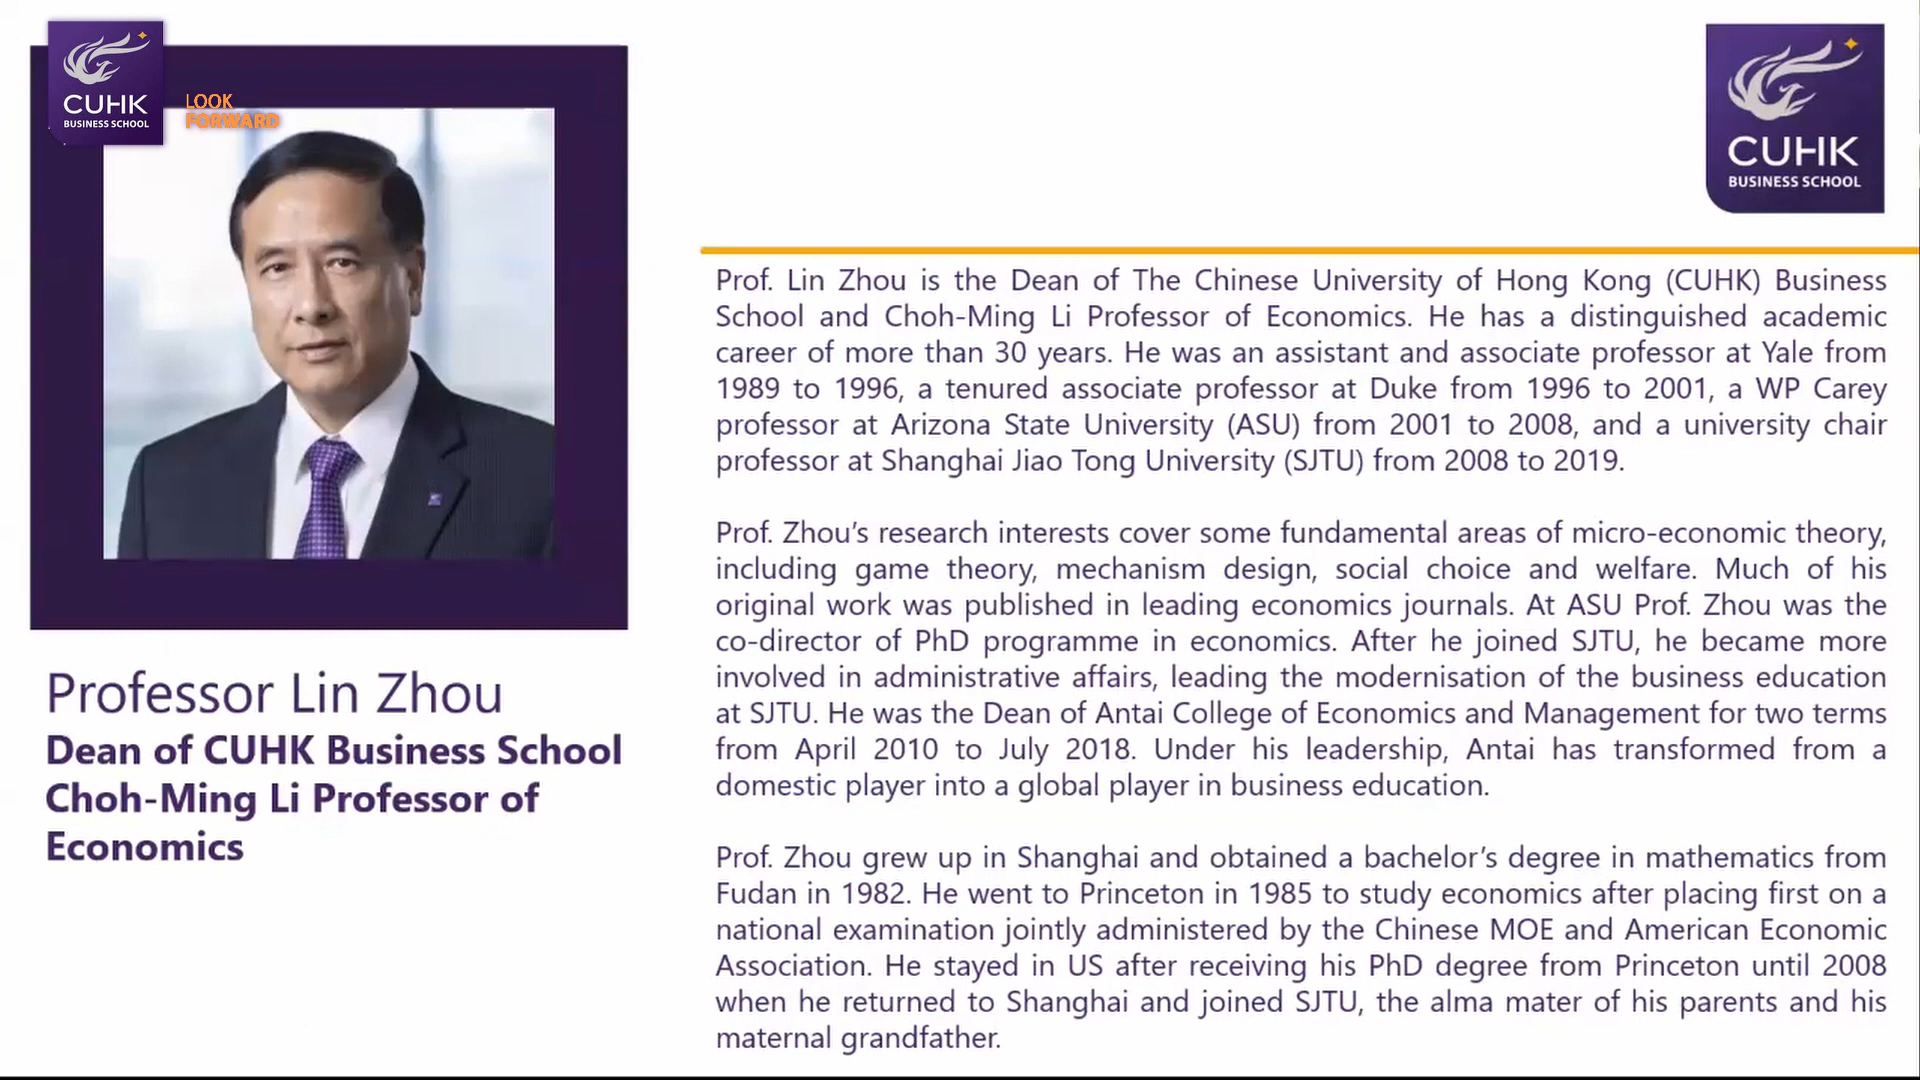 CUHK
BUSINESS SCHOOL
LOOK
FORWARD
CUHK
BUSINESS SCHOOL
Professor Lin Zhou
Dean of CUHK Business School
Choh-Ming Li Professor of
Economics
Prof. Lin Zhou is the Dean of The Chinese University of Hong Kong (CUHK) Business
School and Choh-Ming Li Professor of Economics. He has a distinguished academic
career of more than 30 years. He was an assistant and associate professor at Yale from
1989 to 1996, a tenured associate professor at Duke from 1996 to 2001, a WP Carey
professor at Arizona State University (ASU) from 2001 to 2008, and a university chair
professor at Shanghai Jiao Tong University (SJTU) from 2008 to 2019.
Prof. Zhou’s research interests cover some fundamental areas of micro-economic theory,
including game theory, mechanism design, social choice and welfare. Much of his
original work was published in leading economics journals. At ASU Prof. Zhou was the
co-director of PhD programme in economics. After he joined SJTU, he became more
involved in administrative affairs, leading the modernisation of the business education
at SJTU. He was the Dean of Antai College of Economics and Management for two terms
from April 2010 to July 2018. Under his leadership, Antai has transformed from a
domestic player into a global player in business education.
Prof. Zhou grew up in Shanghai and obtained a bachelor’s degree in mathematics from
Fudan in 1982. He went to Princeton in 1985 to study economics after placing first on a
national examination jointly administered by the Chinese MOE and American Economic
Association. He stayed in US after receiving his PhD degree from Princeton until 2008
when he returned to Shanghai and joined SJTU, the alma mater of his parents and his
maternal grandfather.